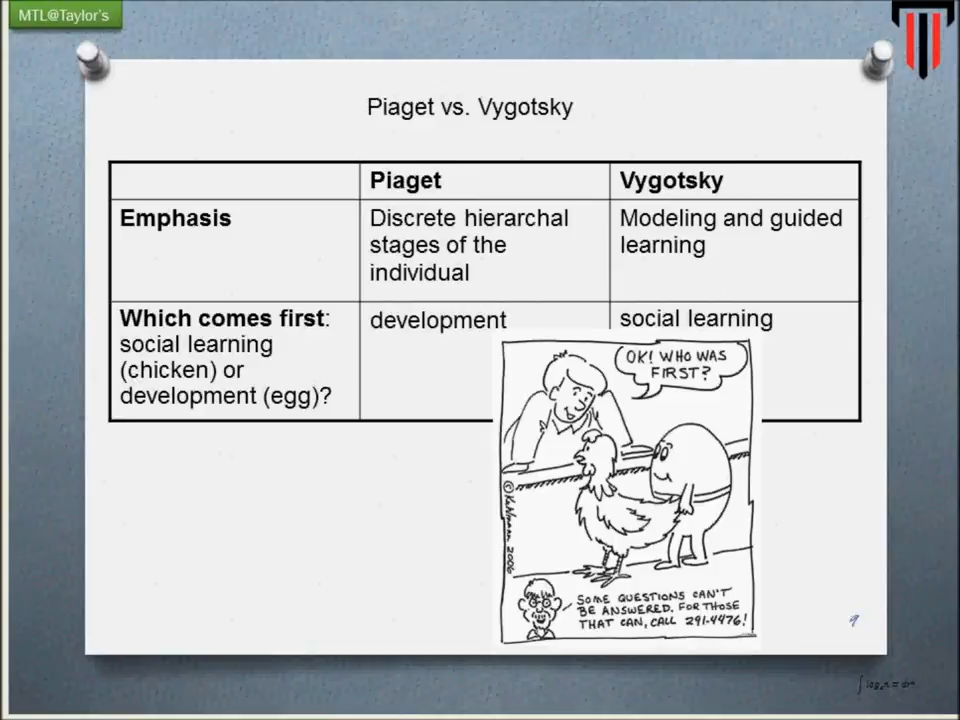 MTL@Taylor's
Piaget vs. Vygotsky
Piaget
Vygotsky
Emphasis
Discrete hierarchal
stages of the
individual
Modeling and guided
learning
Which comes first:
social learning
(chicken) or
development (egg)?
development
social learning
OK! WHO WAS
FIRST?
SOME QUESTIONS CAN'T
BE ANSWERED. FOR THOSE
THAT CAN, CALL 291-4476!
9